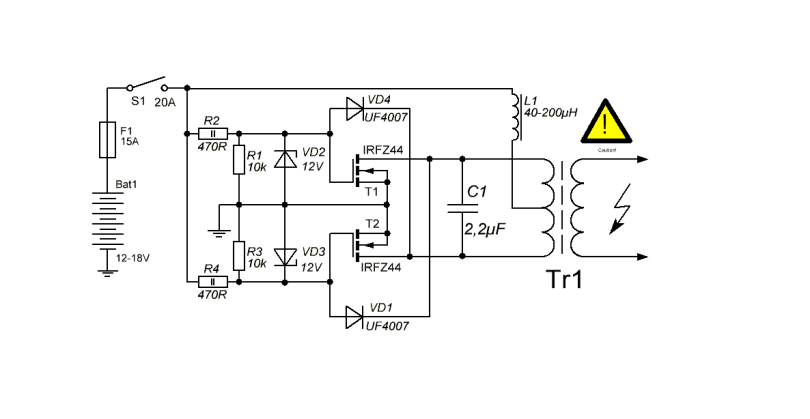 S1 20A
F1
15A
Bat1
12-18V
R2
470R
R1
10k
VD2
12V
VD4
UF4007
IRFZ44
T1
T2
IRFZ44
R3
10k
VD3
12V
R4
470R
VD1
UF4007
C1
2,2µF
L1
40-200µH
!
Caution!
Tr1